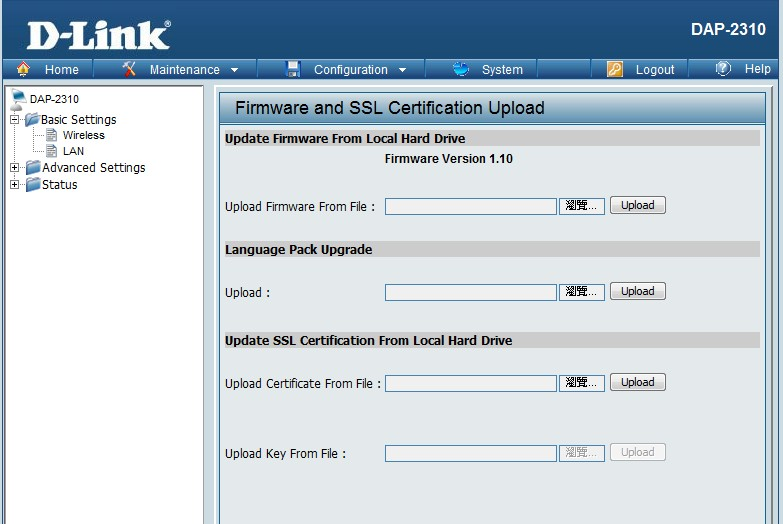 D-Link®
DAP-2310
Home Maintenance Configuration System Logout Help
DAP-2310
Basic Settings
Wireless
LAN
Advanced Settings
Status
Firmware and SSL Certification Upload
Update Firmware From Local Hard Drive
Firmware Version 1.10
Upload Firmware From File : 瀏覽... Upload
Language Pack Upgrade
Upload : 瀏覽... Upload
Update SSL Certification From Local Hard Drive
Upload Certificate From File : 瀏覽... Upload
Upload Key From File : 瀏覽... Upload